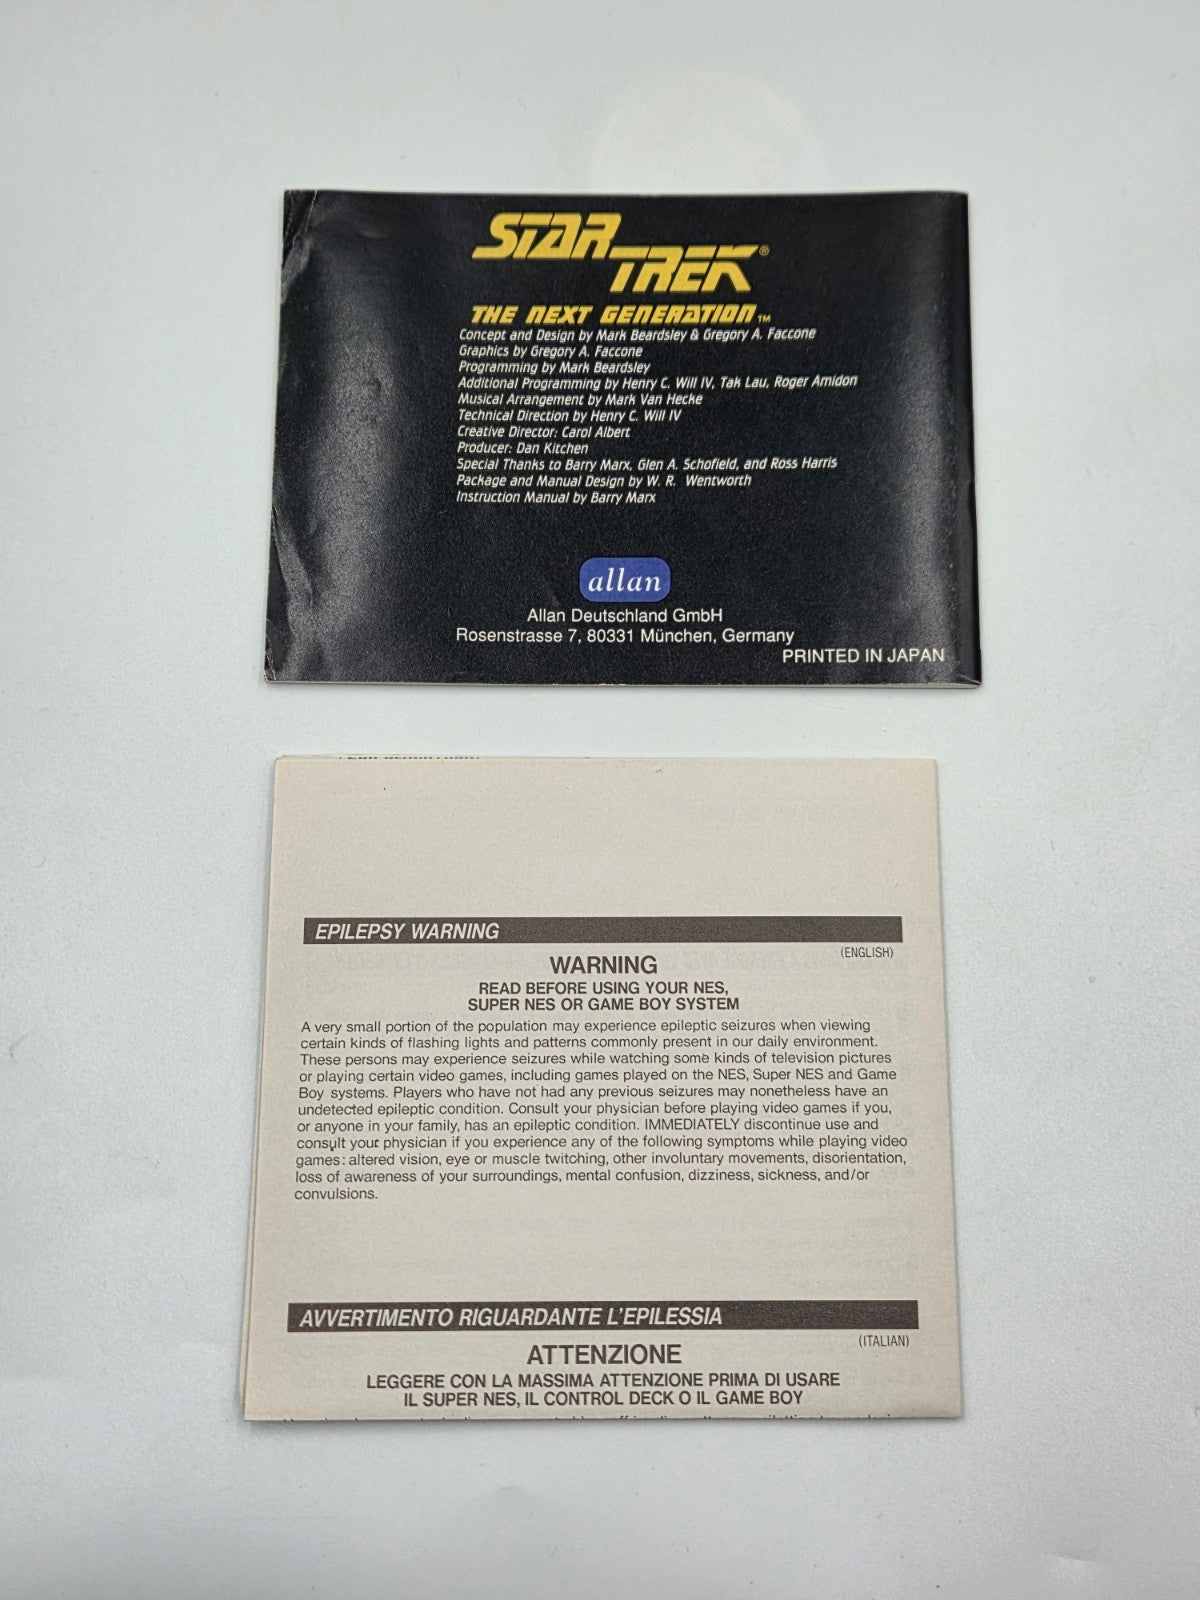 STAR
TREK®
THE NEXT GENERATION™
Concept and Design by Mark Beardsley & Gregory A. Faccone
Graphics by Gregory A. Faccone
Programming by Mark Beardsley
Additional Programming by Henry C. Will IV, Tak Lau, Roger Amidon
Musical Arrangement by Mark Van Hecke
Technical Direction by Henry C. Will IV
Creative Director: Carol Albert
Producer: Dan Kitchen
Special Thanks to Barry Marx, Glen A. Schofield, and Ross Harris
Package and Manual Design by W. R. Wentworth
Instruction Manual by Barry Marx
allan
Allan Deutschland GmbH
Rosenstrasse 7, 80331 München, Germany
PRINTED IN JAPAN
EPILEPSY WARNING
(ENGLISH)
WARNING
READ BEFORE USING YOUR NES,
SUPER NES OR GAME BOY SYSTEM
A very small portion of the population may experience epileptic seizures when viewing
certain kinds of flashing lights and patterns commonly present in our daily environment.
These persons may experience seizures while watching some kinds of television pictures
or playing certain video games, including games played on the NES, Super NES and Game
Boy systems. Players who have not had any previous seizures may nonetheless have an
undetected epileptic condition. Consult your physician before playing video games if you,
or anyone in your family, has an epileptic condition. IMMEDIATELY discontinue use and
consult your physician if you experience any of the following symptoms while playing video
games: altered vision, eye or muscle twitching, other involuntary movements, disorientation,
loss of awareness of your surroundings, mental confusion, dizziness, sickness, and/or
convulsions.
AVVERTIMENTO RIGUARDANTE L'EPILESSIA
(ITALIAN)
ATTENZIONE
LEGGERE CON LA MASSIMA ATTENZIONE PRIMA DI USARE
IL SUPER NES, IL CONTROL DECK O IL GAME BOY